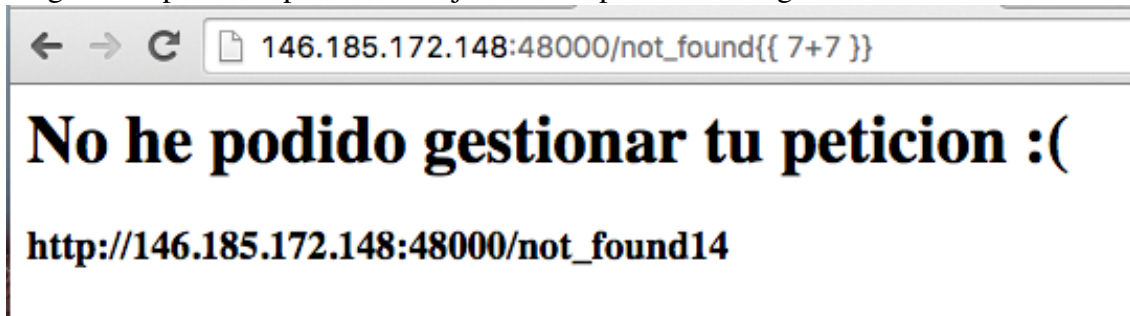 146.185.172.148:48000/not_found{{ 7+7 }}
No he podido gestionar tu peticion :(
http://146.185.172.148:48000/not_found14